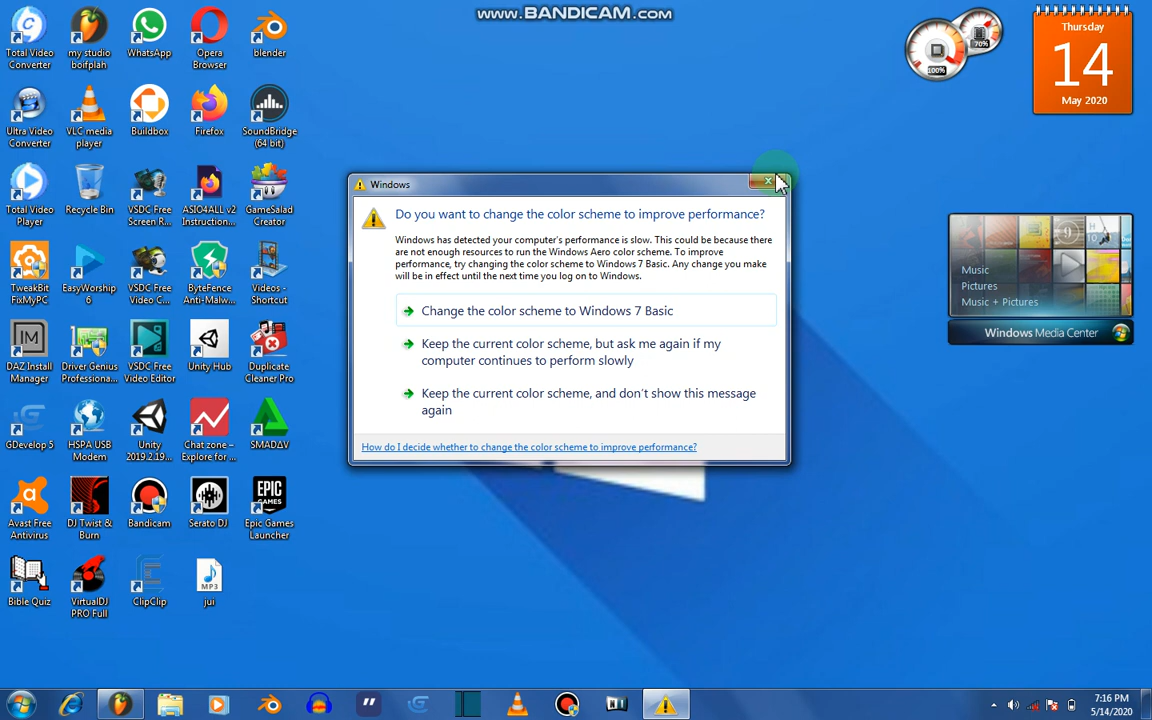 www.BANDICAM.com
Total Video
Converter
my studio
boifplah
WhatsApp
Opera
Browser
blender
Ultra Video
Converter
VLC media
player
Buildbox
Firefox
SoundBridge
(64 bit)
Total Video
Player
Recycle Bin
VSDC Free
Screen R...
ASIO4ALL v2
Instruction...
GameSalad
Creator
TweakBit
FixMyPC
EasyWorship
6
VSDC Free
Video C...
ByteFence
Anti-Malw...
Videos -
Shortcut
DAZ Install
Manager
Driver Genius
Professiona...
VSDC Free
Video Editor
Unity Hub
Duplicate
Cleaner Pro
GDevelop 5
HSPA USB
Modem
Unity
2019.2.19...
Chat zone –
Explore for ...
SMADΔV
Avast Free
Antivirus
DJ Twist &
Burn
Bandicam
Serato DJ
EPIC
GAMES
Epic Games
Launcher
Bible Quiz
VirtualDJ
PRO Full
ClipClip
MP3
jui
Windows
Do you want to change the color scheme to improve performance?
Windows has detected your computer's performance is slow. This could be because there
are not enough resources to run the Windows Aero color scheme. To improve
performance, try changing the color scheme to Windows 7 Basic. Any change you make
will be in effect until the next time you log on to Windows.
Change the color scheme to Windows 7 Basic
Keep the current color scheme, but ask me again if my
computer continues to perform slowly
Keep the current color scheme, and don't show this message
again
How do I decide whether to change the color scheme to improve performance?
70%
100%
Thursday
14
May 2020
Music
Pictures
Music + Pictures
Windows Media Center
7:16 PM
5/14/2020